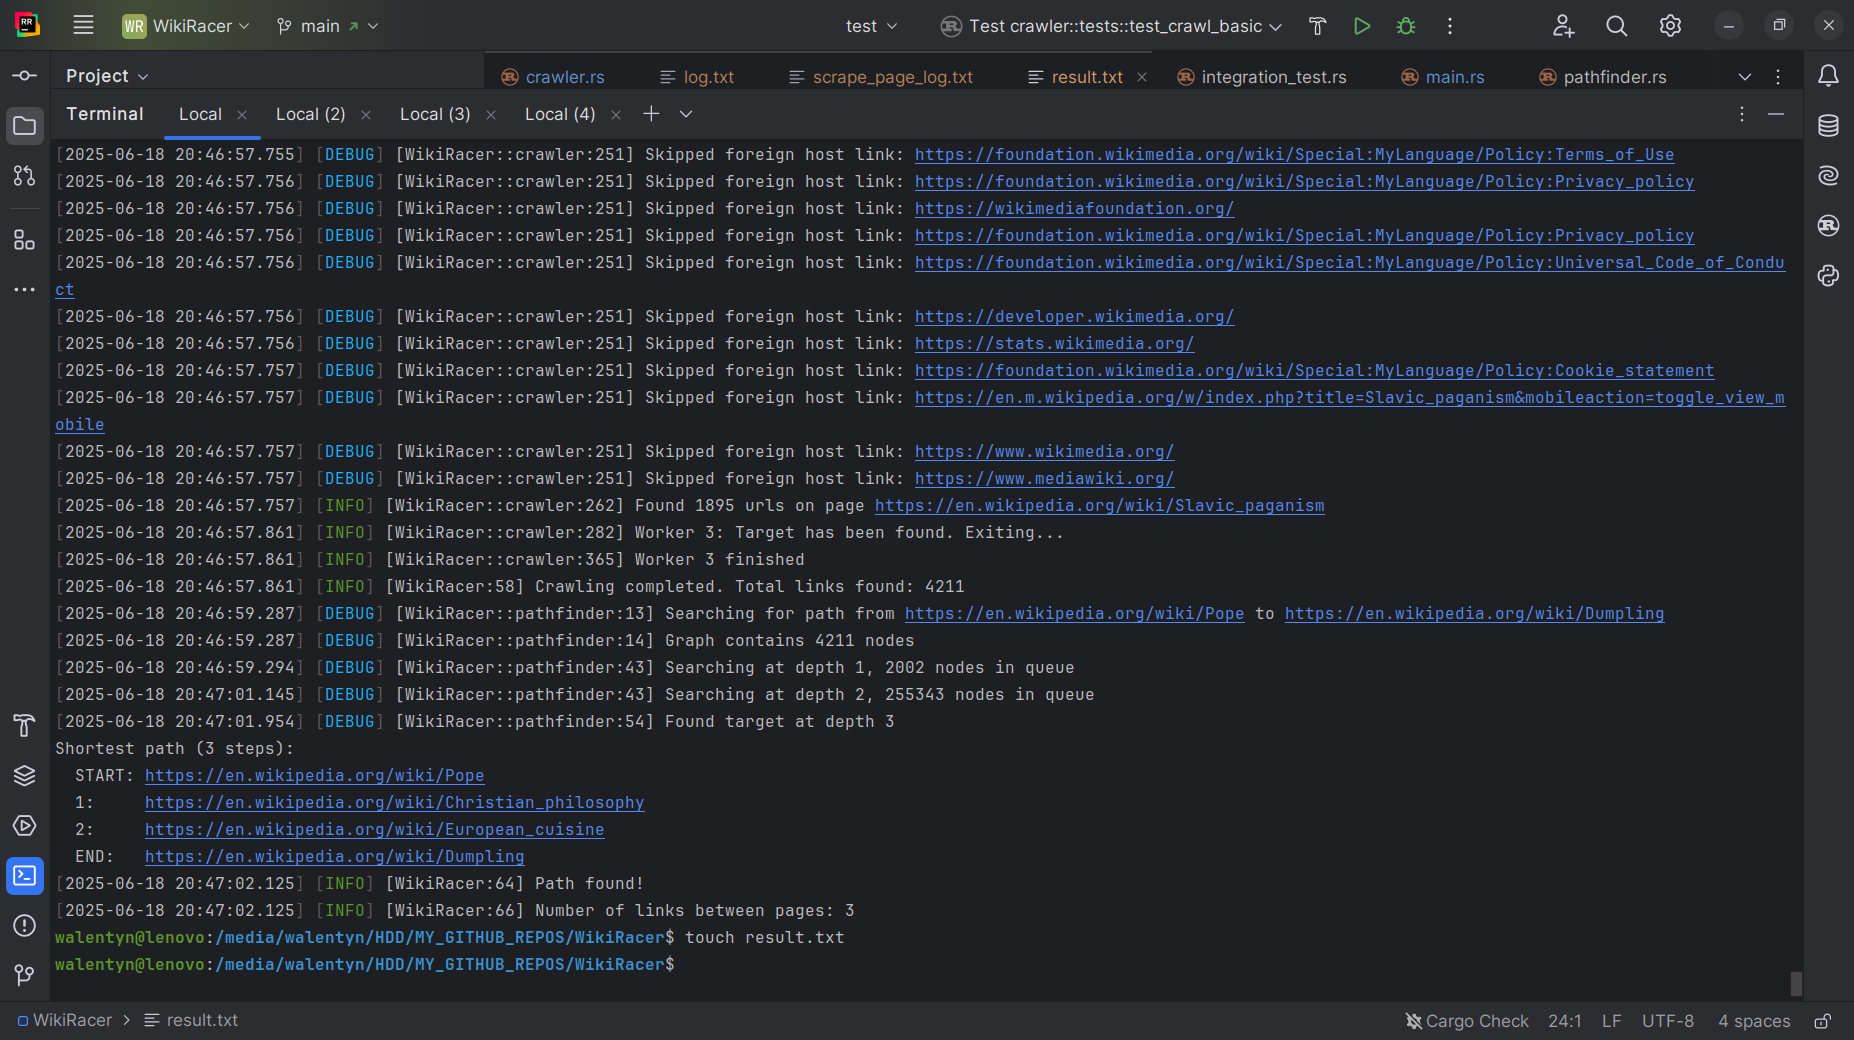 RR
WR WikiRacer
main
test
Test crawler::tests::test_crawl_basic
Project
crawler.rs
log.txt
scrape_page_log.txt
result.txt
integration_test.rs
main.rs
pathfinder.rs
Terminal
Local
Local (2)
Local (3)
Local (4)
[2025-06-18 20:46:57.755] [DEBUG] [WikiRacer::crawler:251] Skipped foreign host link: https://foundation.wikimedia.org/wiki/Special:MyLanguage/Policy:Terms_of_Use
[2025-06-18 20:46:57.756] [DEBUG] [WikiRacer::crawler:251] Skipped foreign host link: https://foundation.wikimedia.org/wiki/Special:MyLanguage/Policy:Privacy_policy
[2025-06-18 20:46:57.756] [DEBUG] [WikiRacer::crawler:251] Skipped foreign host link: https://wikimediafoundation.org/
[2025-06-18 20:46:57.756] [DEBUG] [WikiRacer::crawler:251] Skipped foreign host link: https://foundation.wikimedia.org/wiki/Special:MyLanguage/Policy:Privacy_policy
[2025-06-18 20:46:57.756] [DEBUG] [WikiRacer::crawler:251] Skipped foreign host link: https://foundation.wikimedia.org/wiki/Special:MyLanguage/Policy:Universal_Code_of_Condu
ct
[2025-06-18 20:46:57.756] [DEBUG] [WikiRacer::crawler:251] Skipped foreign host link: https://developer.wikimedia.org/
[2025-06-18 20:46:57.756] [DEBUG] [WikiRacer::crawler:251] Skipped foreign host link: https://stats.wikimedia.org/
[2025-06-18 20:46:57.757] [DEBUG] [WikiRacer::crawler:251] Skipped foreign host link: https://foundation.wikimedia.org/wiki/Special:MyLanguage/Policy:Cookie_statement
[2025-06-18 20:46:57.757] [DEBUG] [WikiRacer::crawler:251] Skipped foreign host link: https://en.m.wikipedia.org/w/index.php?title=Slavic_paganism&mobileaction=toggle_view_m
obile
[2025-06-18 20:46:57.757] [DEBUG] [WikiRacer::crawler:251] Skipped foreign host link: https://www.wikimedia.org/
[2025-06-18 20:46:57.757] [DEBUG] [WikiRacer::crawler:251] Skipped foreign host link: https://www.mediawiki.org/
[2025-06-18 20:46:57.757] [INFO] [WikiRacer::crawler:262] Found 1895 urls on page https://en.wikipedia.org/wiki/Slavic_paganism
[2025-06-18 20:46:57.861] [INFO] [WikiRacer::crawler:282] Worker 3: Target has been found. Exiting...
[2025-06-18 20:46:57.861] [INFO] [WikiRacer::crawler:365] Worker 3 finished
[2025-06-18 20:46:57.861] [INFO] [WikiRacer:58] Crawling completed. Total links found: 4211
[2025-06-18 20:46:59.287] [DEBUG] [WikiRacer::pathfinder:13] Searching for path from https://en.wikipedia.org/wiki/Pope to https://en.wikipedia.org/wiki/Dumpling
[2025-06-18 20:46:59.287] [DEBUG] [WikiRacer::pathfinder:14] Graph contains 4211 nodes
[2025-06-18 20:46:59.294] [DEBUG] [WikiRacer::pathfinder:43] Searching at depth 1, 2002 nodes in queue
[2025-06-18 20:47:01.145] [DEBUG] [WikiRacer::pathfinder:43] Searching at depth 2, 255343 nodes in queue
[2025-06-18 20:47:01.954] [DEBUG] [WikiRacer::pathfinder:54] Found target at depth 3
Shortest path (3 steps):
START: https://en.wikipedia.org/wiki/Pope
1: https://en.wikipedia.org/wiki/Christian_philosophy
2: https://en.wikipedia.org/wiki/European_cuisine
END: https://en.wikipedia.org/wiki/Dumpling
[2025-06-18 20:47:02.125] [INFO] [WikiRacer:64] Path found!
[2025-06-18 20:47:02.125] [INFO] [WikiRacer:66] Number of links between pages: 3
walentyn@lenovo:/media/walentyn/HDD/MY_GITHUB_REPOS/WikiRacer$ touch result.txt
walentyn@lenovo:/media/walentyn/HDD/MY_GITHUB_REPOS/WikiRacer$
WikiRacer > result.txt
Cargo Check
24:1
LF
UTF-8
4 spaces